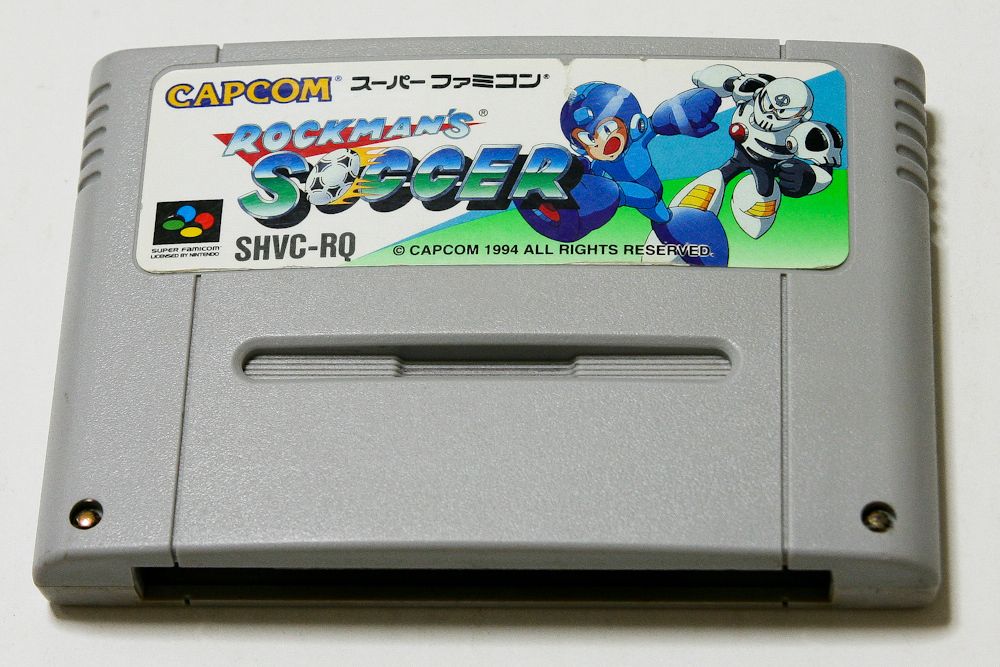 CAPCOM® スーパーファミコン®
ROCKMAN'S®
SOCCER
SUPER FAMICOM
LICENSED BY NINTENDO
SHVC-RQ
© CAPCOM 1994 ALL RIGHTS RESERVED.